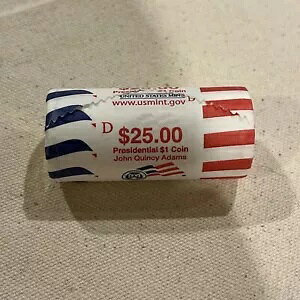 UNITED STATES MINT
www.usmint.gov D
D $25.00
Presidential $1 Coin
John Quincy Adams